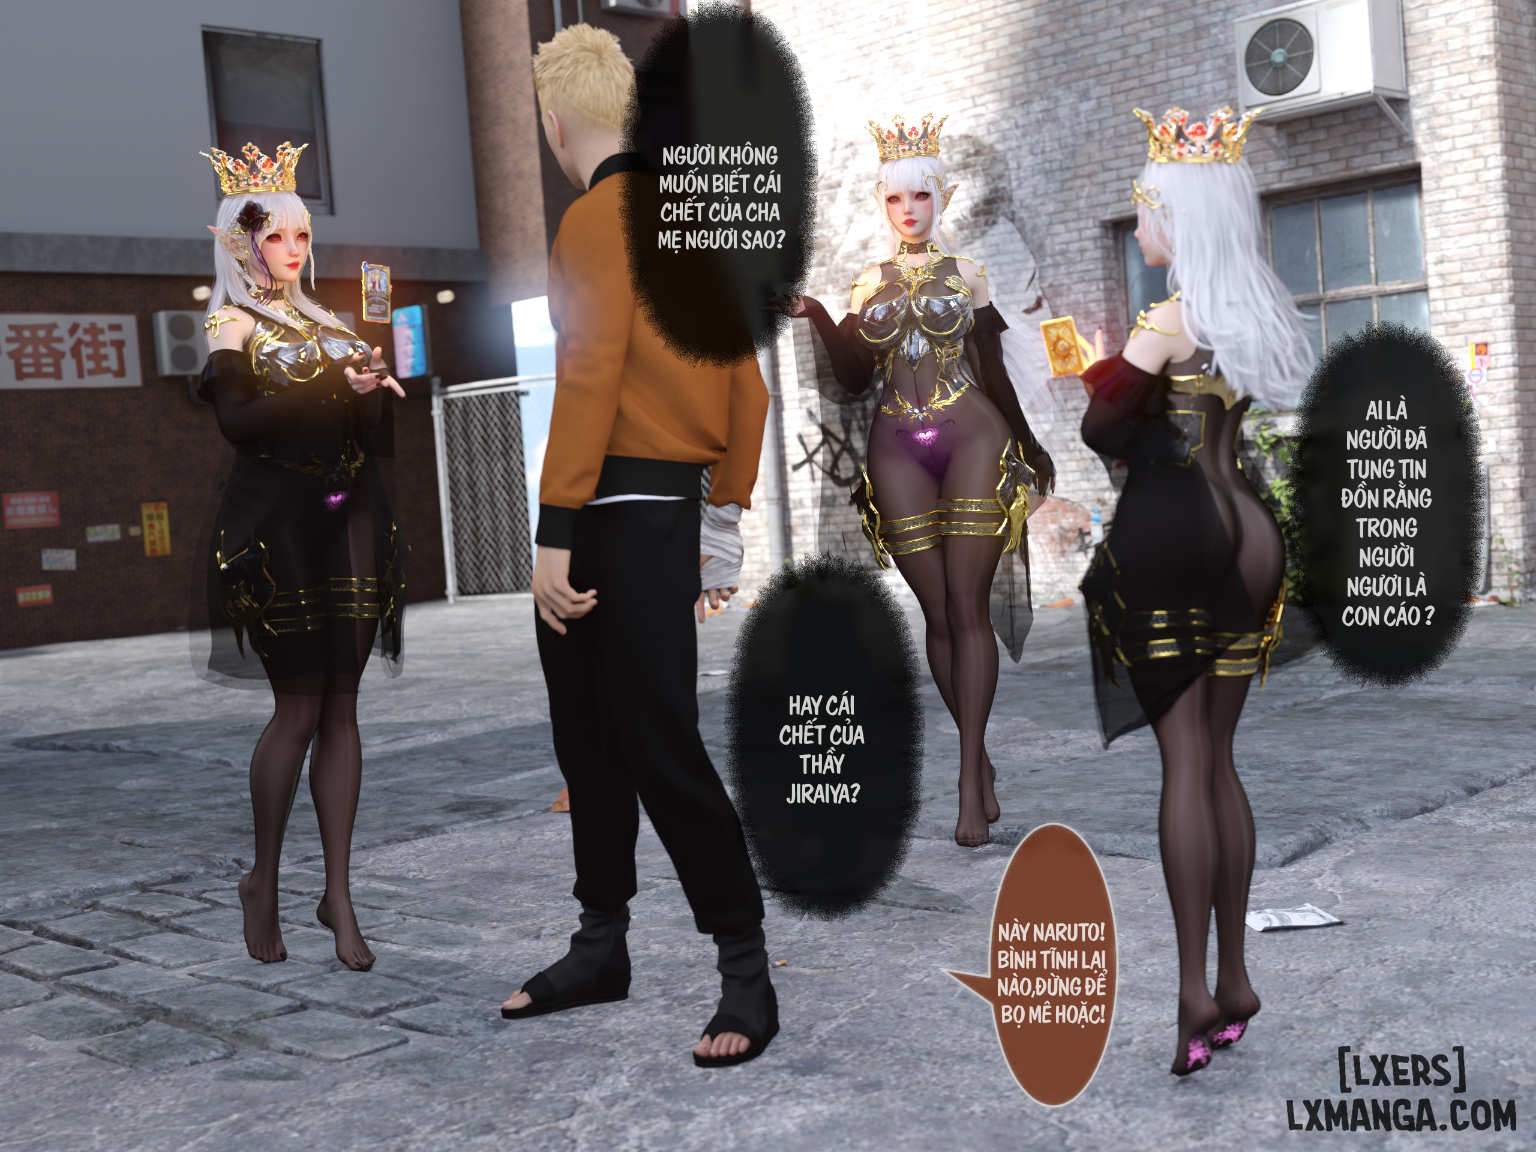 NGƯƠI KHÔNG
MUỐN BIẾT CÁI
CHẾT CỦA CHA
MẸ NGƯƠI SAO?
AI LÀ
NGƯỜI ĐÃ
TUNG TIN
ĐỒN RẰNG
TRONG
NGƯỜI
NGƯƠI LÀ
CON CÁO ?
HAY CÁI
CHẾT CỦA
THẦY
JIRAIYA?
NÀY NARUTO!
BÌNH TĨNH LẠI
NÀO,ĐỪNG ĐỂ
BỌ MÊ HOẶC!
番街
[LXERS]
LXMANGA.COM